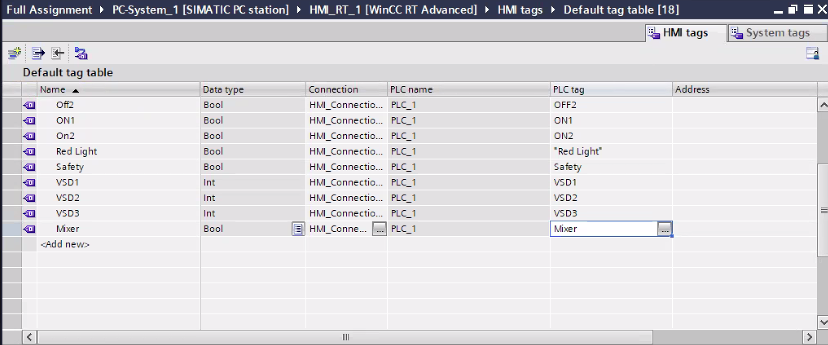 Full Assignment ▸ PC-System_1 [SIMATIC PC station] ▸ HMI_RT_1 [WinCC RT Advanced] ▸ HMI tags ▸ Default tag table [18]
HMI tags System tags
Default tag table
Name Data type Connection PLC name PLC tag Address
Off2 Bool HMI_Connectio... PLC_1 OFF2
ON1 Bool HMI_Connectio... PLC_1 ON1
On2 Bool HMI_Connectio... PLC_1 ON2
Red Light Bool HMI_Connectio... PLC_1 "Red Light"
Safety Bool HMI_Connectio... PLC_1 Safety
VSD1 Int HMI_Connectio... PLC_1 VSD1
VSD2 Int HMI_Connectio... PLC_1 VSD2
VSD3 Int HMI_Connectio... PLC_1 VSD3
Mixer Bool HMI_Conne... ... PLC_1 Mixer ...
<Add new>